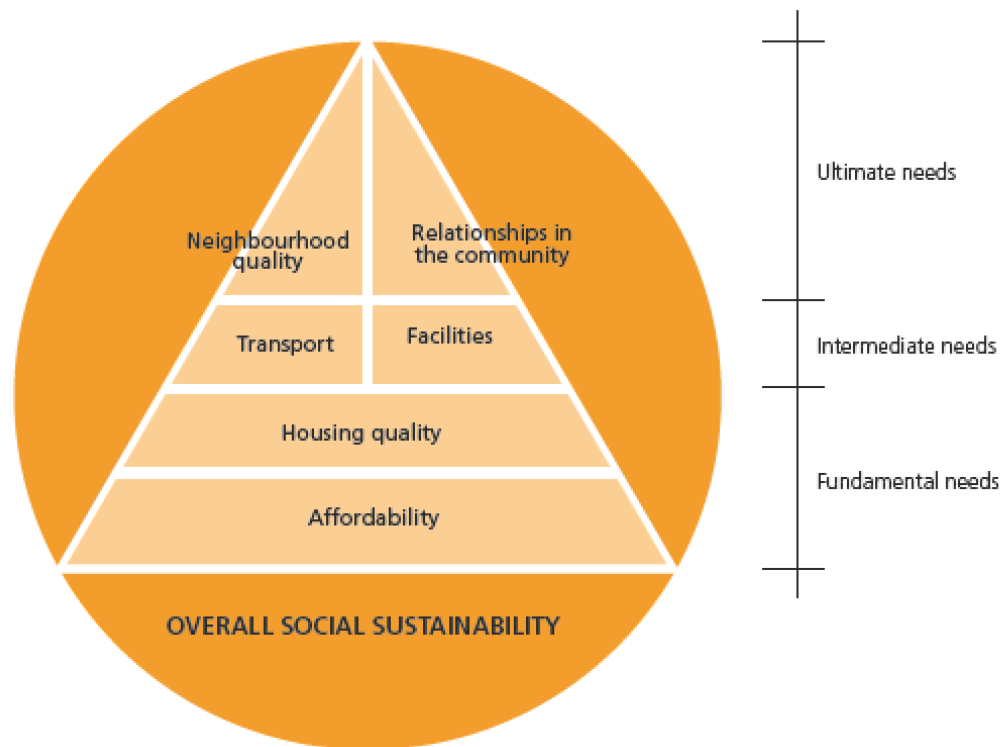 Ultimate needs
Neighbourhood
quality
Relationships in
the community
Transport
Facilities
Intermediate needs
Housing quality
Affordability
Fundamental needs
OVERALL SOCIAL SUSTAINABILITY